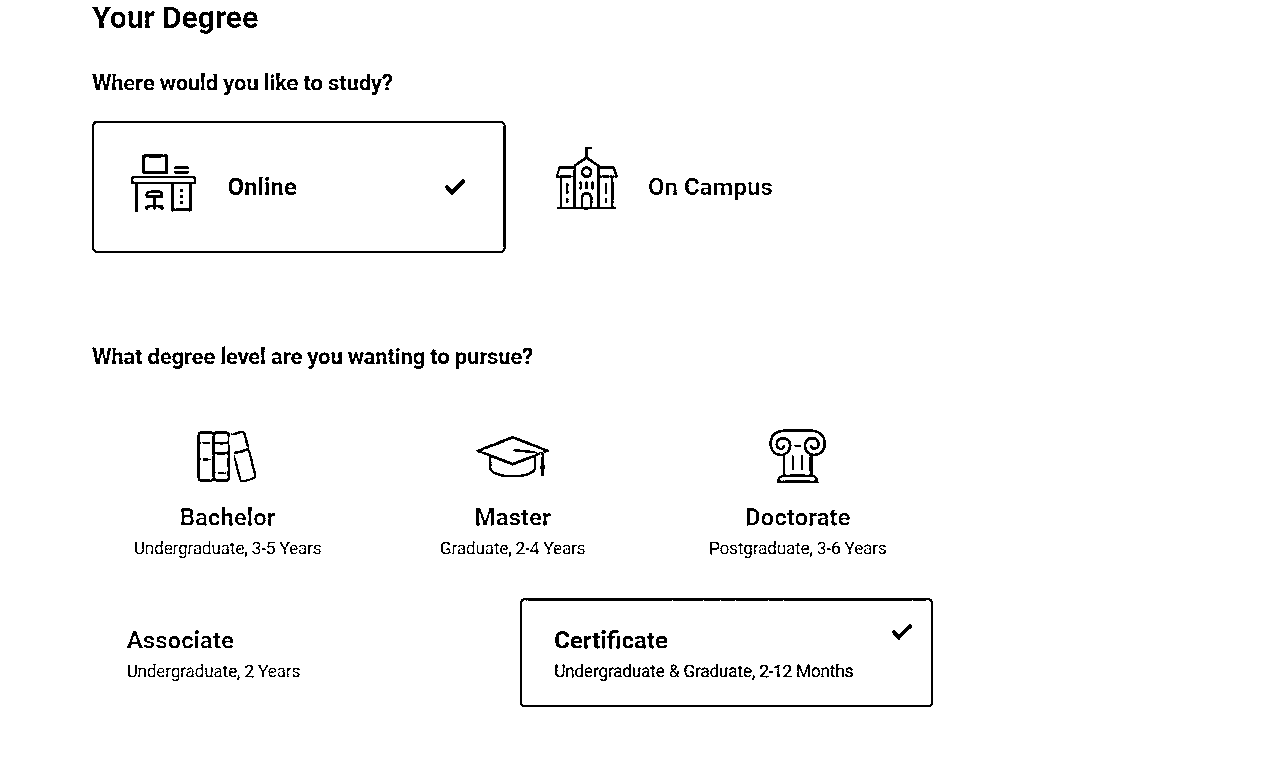 Your Degree
Where would you like to study?
Online
On Campus
What degree level are you wanting to pursue?
Bachelor
Undergraduate, 3-5 Years
Master
Graduate, 2-4 Years
Doctorate
Postgraduate, 3-6 Years
Associate
Undergraduate, 2 Years
Certificate
Undergraduate & Graduate, 2-12 Months